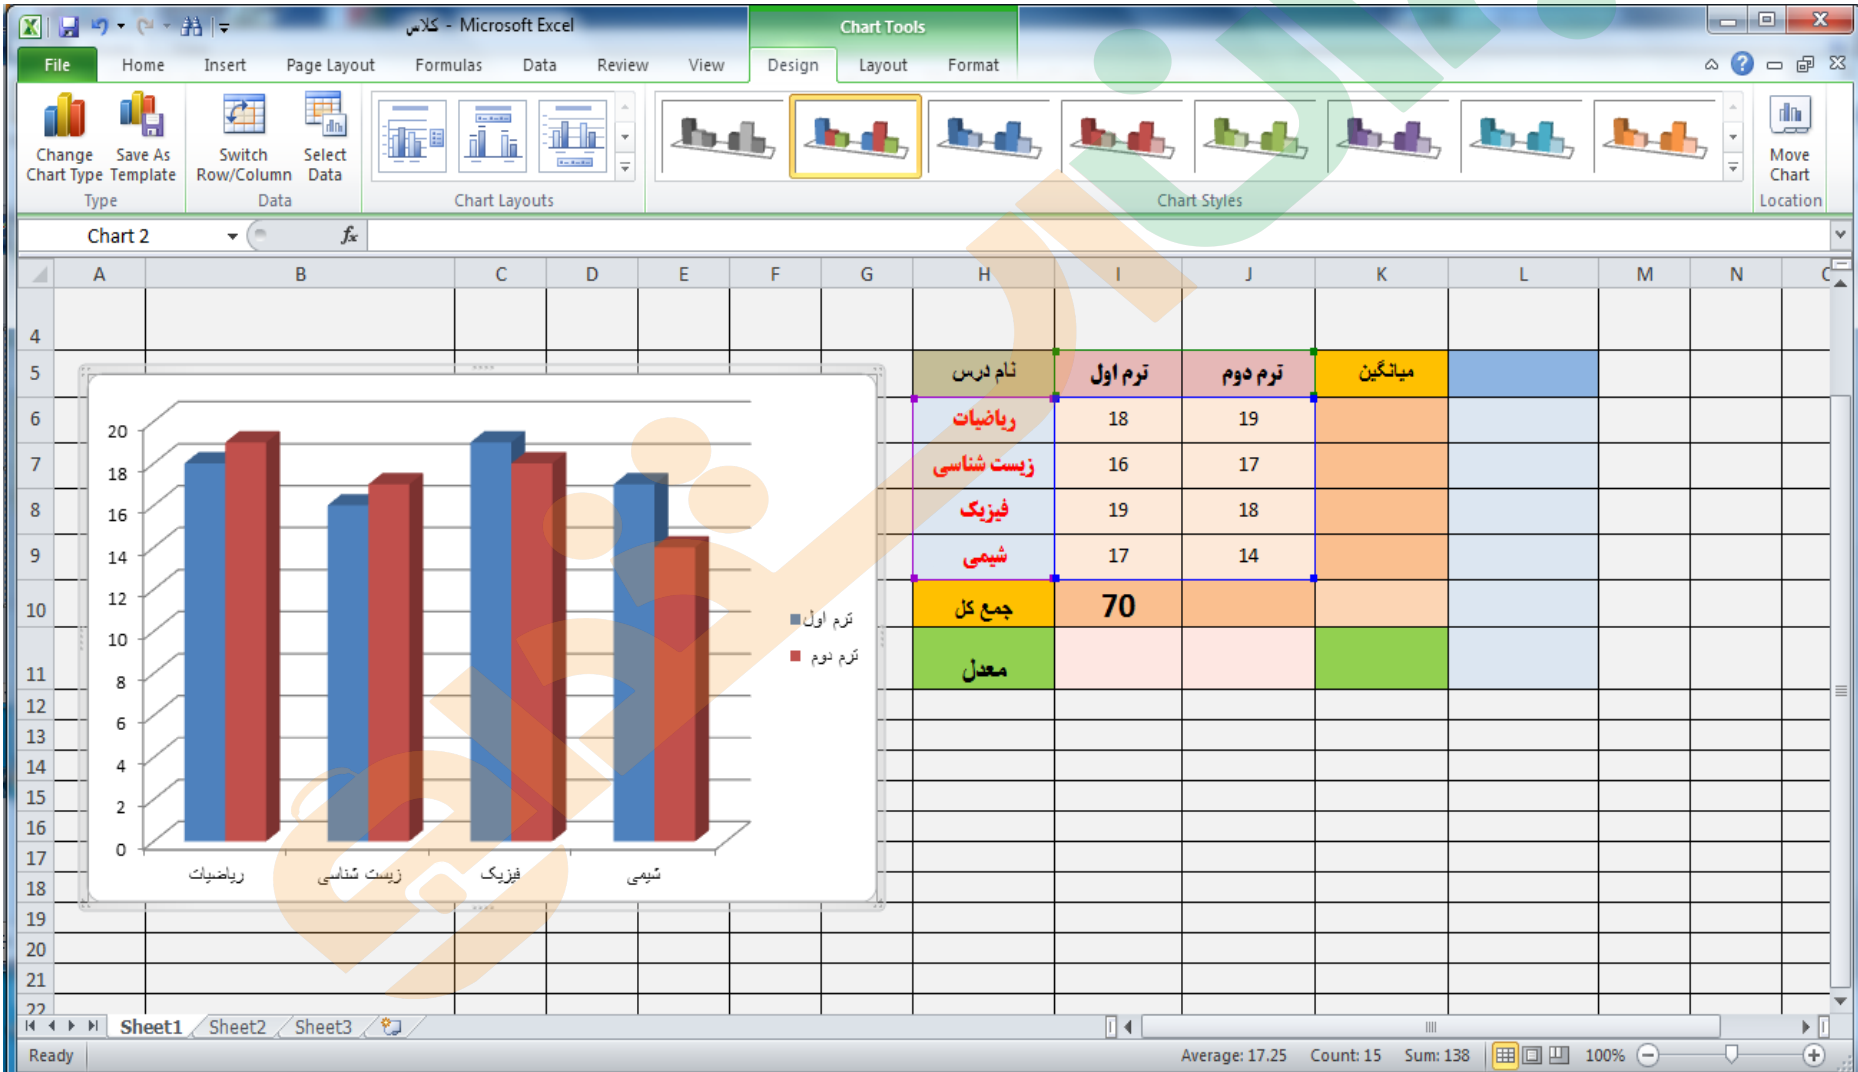 کلاس - Microsoft Excel
Chart Tools
File Home Insert Page Layout Formulas Data Review View Design Layout Format
Change Chart Type
Save As Template
Switch Row/Column
Select Data
Move Chart
Type Data Chart Layouts Chart Styles Location
Chart 2 fx
A B C D E F G H I J K L M N
4
5 نام درس ترم اول ترم دوم میانگین
6 ریاضیات 18 19
7 زیست شناسی 16 17
8 فیزیک 19 18
9 شیمی 17 14
10 جمع کل 70
11 معدل
12
13
14
15
16
17
18
19
20
21
22
20
18
16
14
12
10
8
6
4
2
0
ریاضیات زیست شناسی فیزیک شیمی
ترم اول
ترم دوم
Sheet1 Sheet2 Sheet3
Ready Average: 17.25 Count: 15 Sum: 138 100%